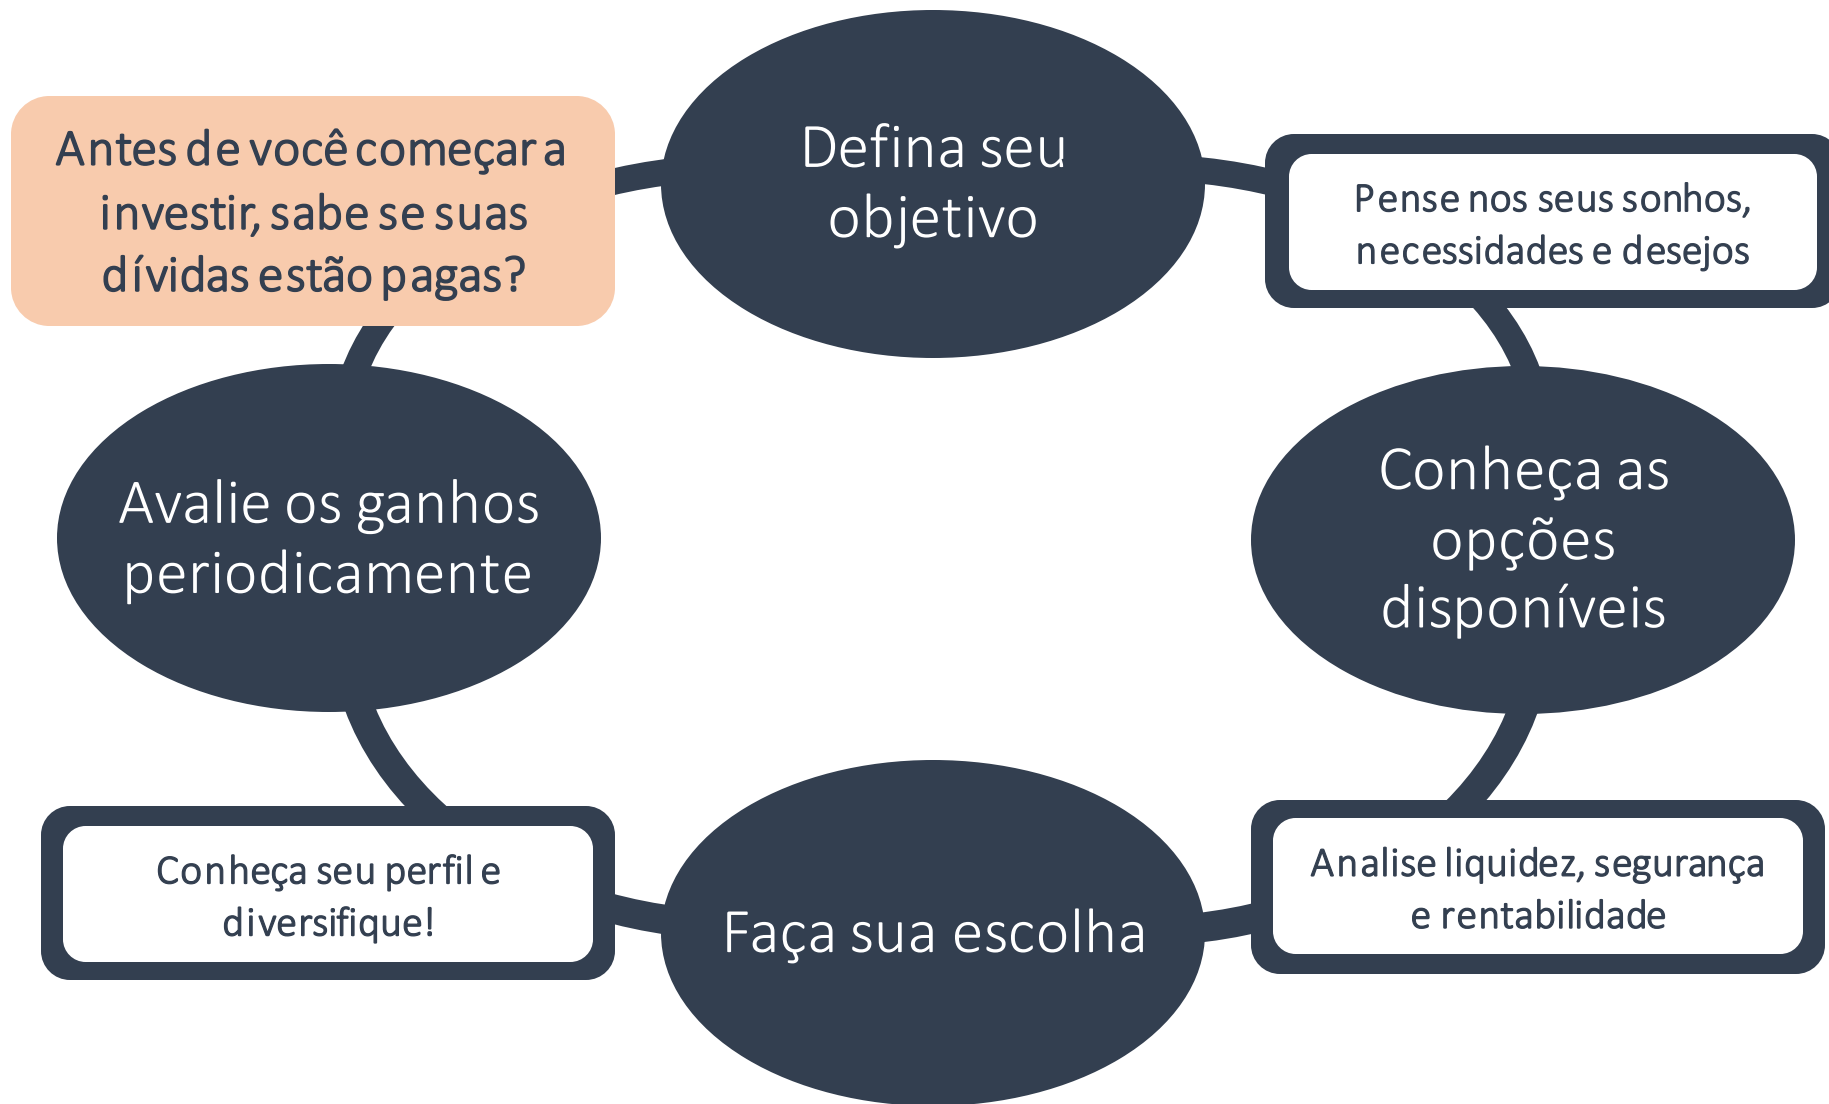 Antes de você começar a
investir, sabe se suas
dívidas estão pagas?
Defina seu
objetivo
Pense nos seus sonhos,
necessidades e desejos
Conheça as
opções
disponíveis
Analise liquidez, segurança
e rentabilidade
Faça sua escolha
Conheça seu perfil e
diversifique!
Avalie os ganhos
periodicamente